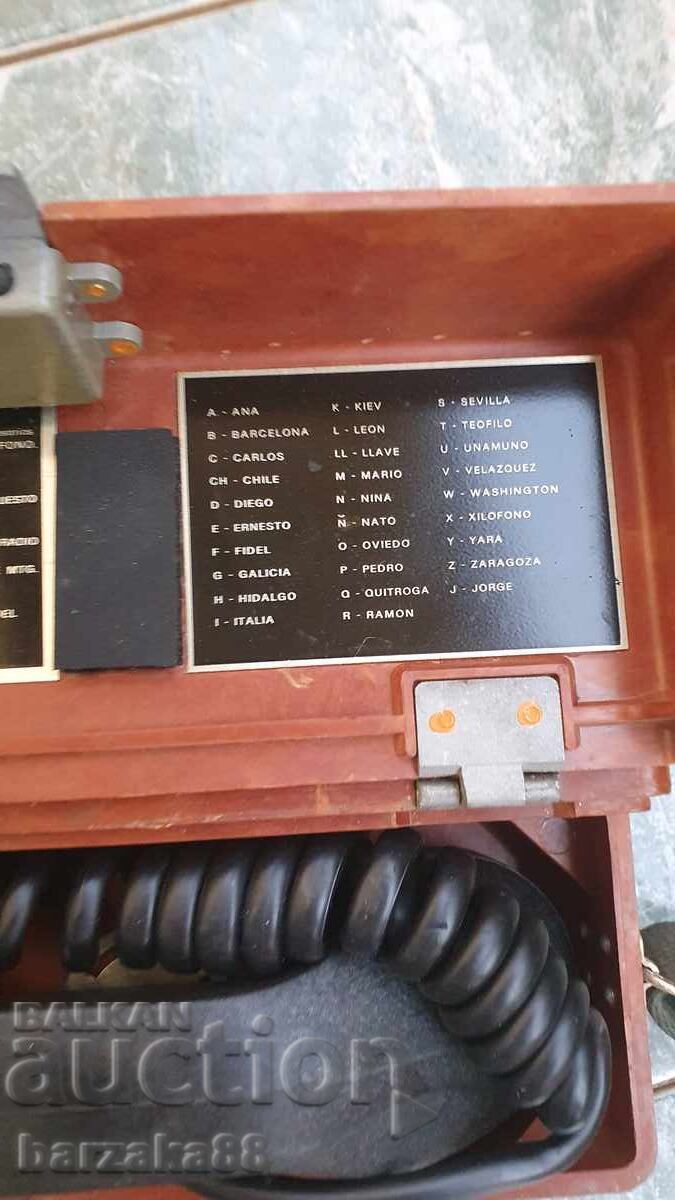 A - ANA
B - BARCELONA
C - CARLOS
CH - CHILE
D - DIEGO
E - ERNESTO
F - FIDEL
G - GALICIA
H - HIDALGO
I - ITALIA
K - KIEV
L - LEON
LL - LLAVE
M - MARIO
N - NINA
Ñ - NATO
O - OVIEDO
P - PEDRO
Q - QUITROGA
R - RAMON
S - SEVILLA
T - TEOFILO
U - UNAMUNO
V - VELAZQUEZ
W - WASHINGTON
X - XILOFONO
Y - YARA
Z - ZARAGOZA
J - JORGE
MTG.
BALKAN
auction
barzaka88